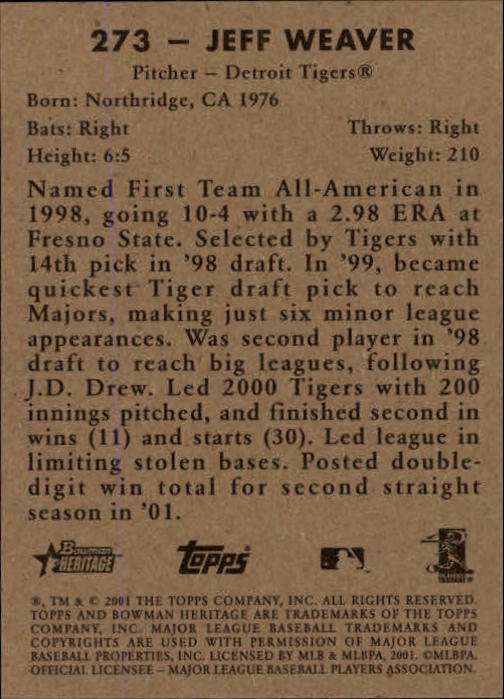 273 – JEFF WEAVER
Pitcher – Detroit Tigers®
Born: Northridge, CA 1976
Bats: Right Throws: Right
Height: 6:5 Weight: 210
Named First Team All-American in
1998, going 10-4 with a 2.98 ERA at
Fresno State. Selected by Tigers with
14th pick in '98 draft. In '99, became
quickest Tiger draft pick to reach
Majors, making just six minor league
appearances. Was second player in '98
draft to reach big leagues, following
J.D. Drew. Led 2000 Tigers with 200
innings pitched, and finished second in
wins (11) and starts (30). Led league in
limiting stolen bases. Posted double-
digit win total for second straight
season in '01.
Bowman
HERITAGE
TOPPS
®, TM & © 2001 THE TOPPS COMPANY, INC. ALL RIGHTS RESERVED.
TOPPS AND BOWMAN HERITAGE ARE TRADEMARKS OF THE TOPPS
COMPANY, INC. MAJOR LEAGUE BASEBALL TRADEMARKS AND
COPYRIGHTS ARE USED WITH PERMISSION OF MAJOR LEAGUE
BASEBALL PROPERTIES, INC. LICENSED BY MLB & MLBPA, 2001. ©MLBPA.
OFFICIAL LICENSEE – MAJOR LEAGUE BASEBALL PLAYERS ASSOCIATION.